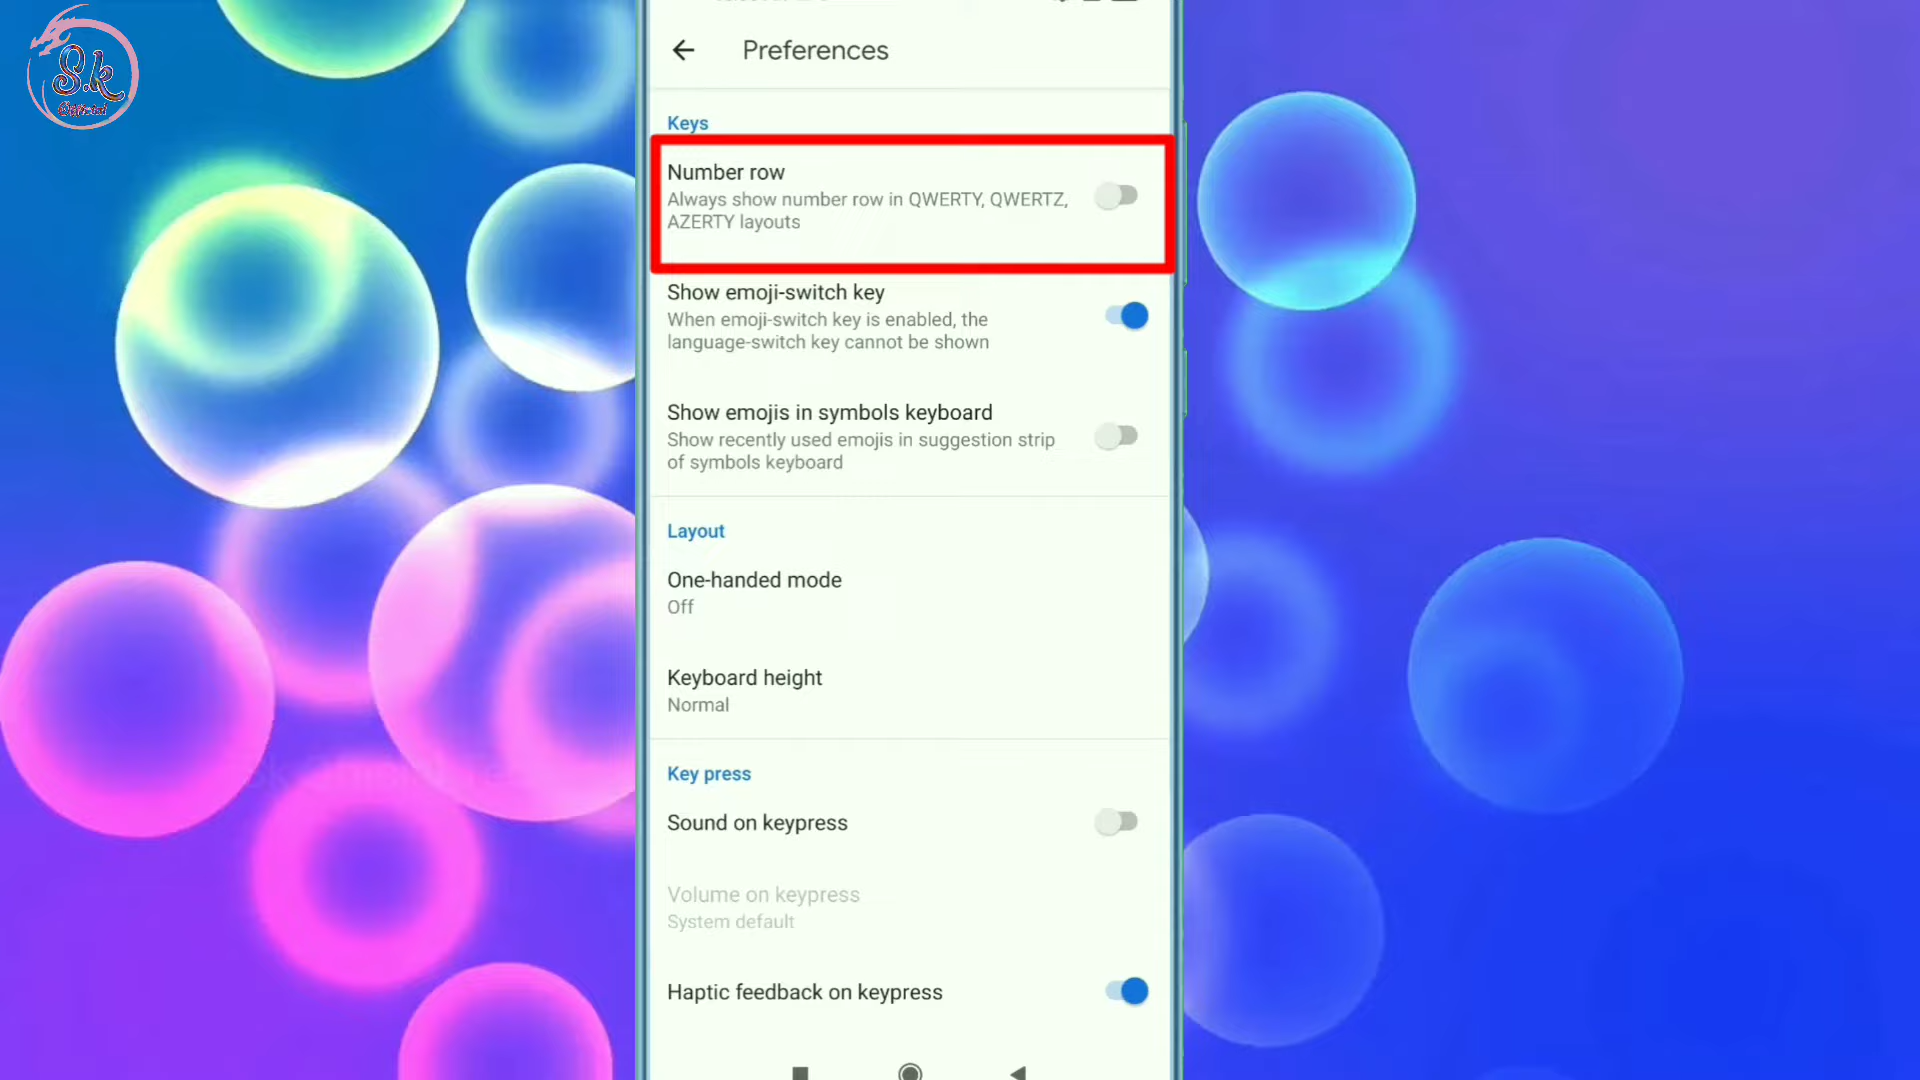 S.k
Official
Preferences
Keys
Number row
Always show number row in QWERTY, QWERTZ,
AZERTY layouts
Show emoji-switch key
When emoji-switch key is enabled, the
language-switch key cannot be shown
Show emojis in symbols keyboard
Show recently used emojis in suggestion strip
of symbols keyboard
Layout
One-handed mode
Off
Keyboard height
Normal
Key press
Sound on keypress
Volume on keypress
System default
Haptic feedback on keypress